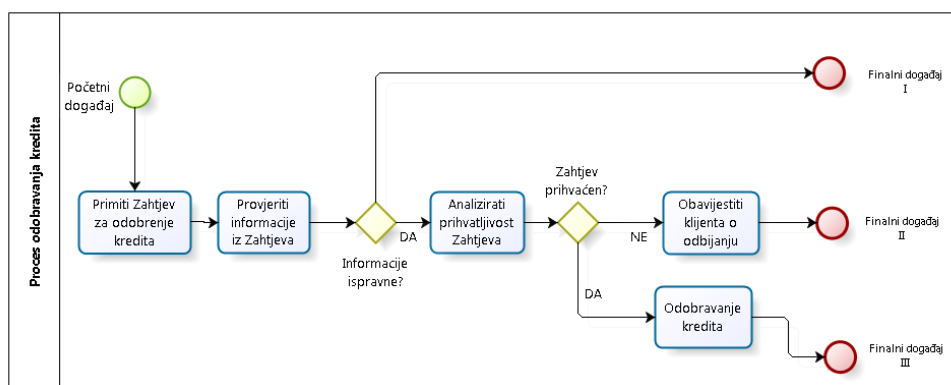 Proces odobravanja kredita
Početni
događaj
Finalni događaj
I
Primiti Zahtjev
za odobrenje
kredita
Provjeriti
informacije
iz Zahtjeva
Informacije
ispravne?
DA
Analizirati
prihvatljivost
Zahtjeva
Zahtjev
prihvaćen?
NE
Obavijestiti
klijenta o
odbijanju
Finalni događaj
II
DA
Odobravanje
kredita
Finalni događaj
III